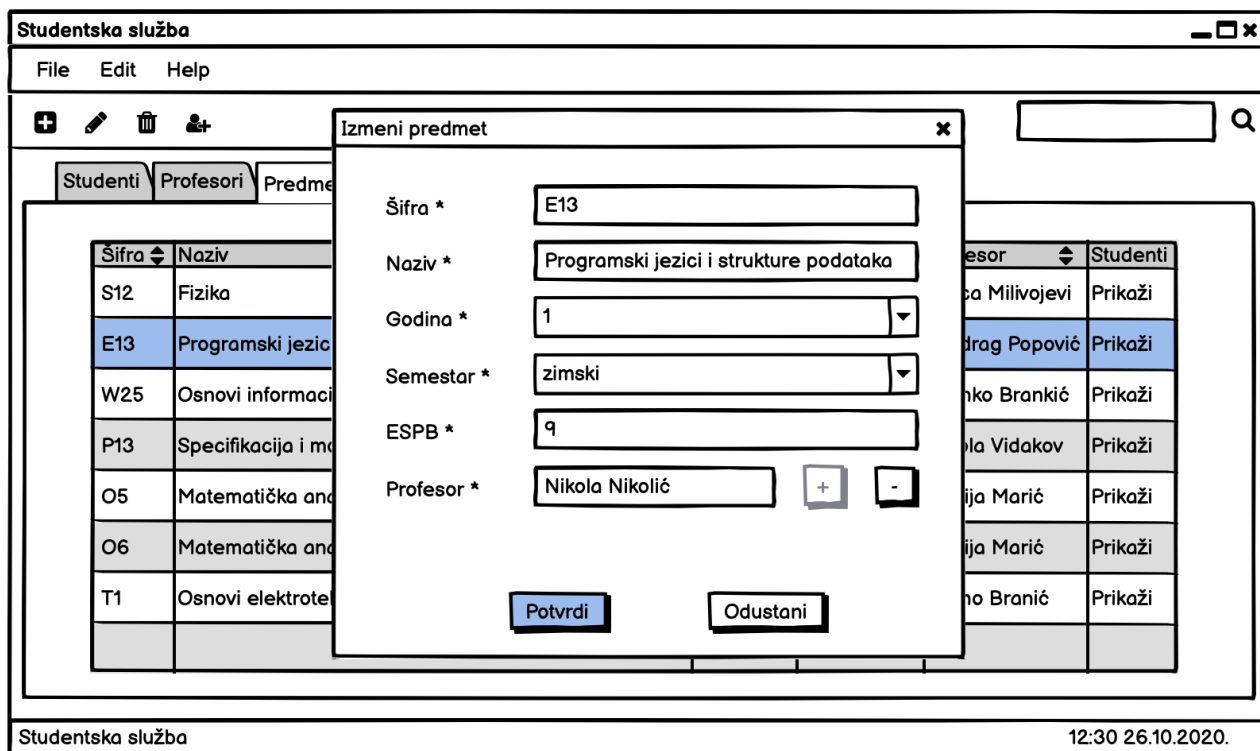 Studentska služba
File Edit Help
Izmeni predmet
Studenti Profesori Predme
Šifra * E13
Naziv * Programski jezici i strukture podataka
Godina * 1
Semestar * zimski
ESPB * 9
Profesor * Nikola Nikolić + -
Potvrdi Odustani
Šifra Naziv esor Studenti
S12 Fizika ca Milivojevi Prikaži
E13 Programski jezic drag Popović Prikaži
W25 Osnovi informaci nko Brankić Prikaži
P13 Specifikacija i mo ola Vidakov Prikaži
O5 Matematička ana ija Marić Prikaži
O6 Matematička ana ija Marić Prikaži
T1 Osnovi elektrotel no Branić Prikaži
Studentska služba 12:30 26.10.2020.